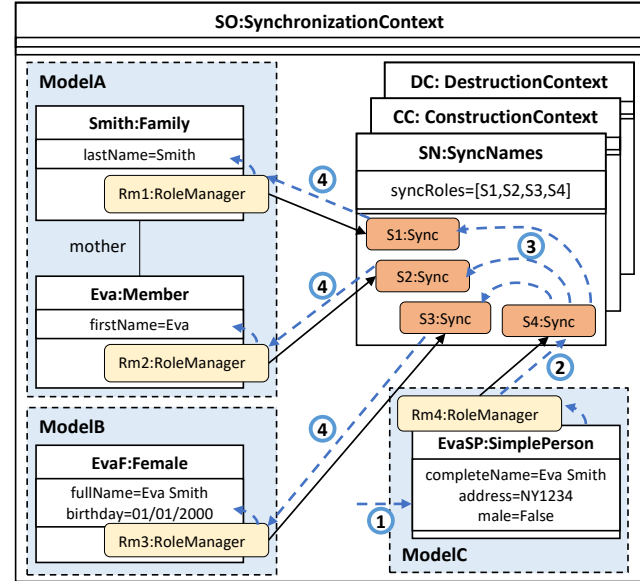 SO:SynchronizationContext
ModelA
Smith:Family
lastName=Smith
Rm1:RoleManager
mother
Eva:Member
firstName=Eva
Rm2:RoleManager
ModelB
EvaF:Female
fullName=Eva Smith
birthday=01/01/2000
Rm3:RoleManager
DC: DestructionContext
CC: ConstructionContext
SN:SyncNames
syncRoles=[S1,S2,S3,S4]
S1:Sync
S2:Sync
S3:Sync
S4:Sync
4
4
4
3
2
1
Rm4:RoleManager
EvaSP:SimplePerson
completeName=Eva Smith
address=NY1234
male=False
ModelC